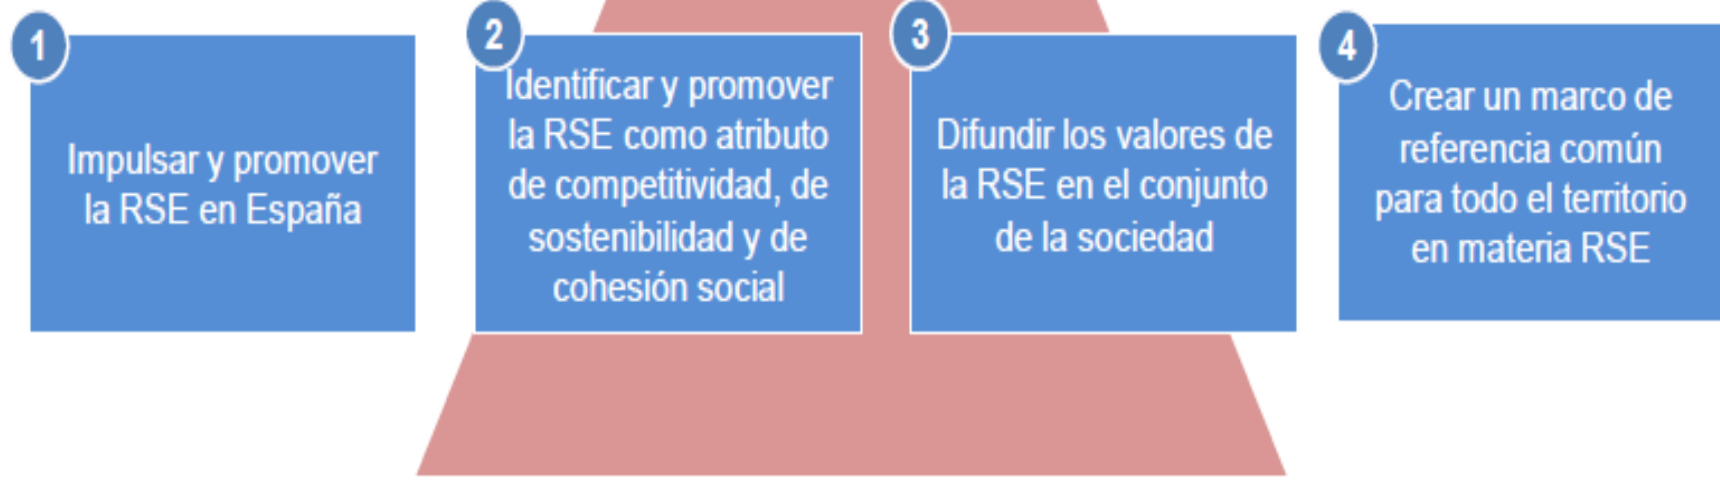 1
Impulsar y promover
la RSE en España
2
Identificar y promover
la RSE como atributo
de competitividad, de
sostenibilidad y de
cohesión social
3
Difundir los valores de
la RSE en el conjunto
de la sociedad
4
Crear un marco de
referencia común
para todo el territorio
en materia RSE